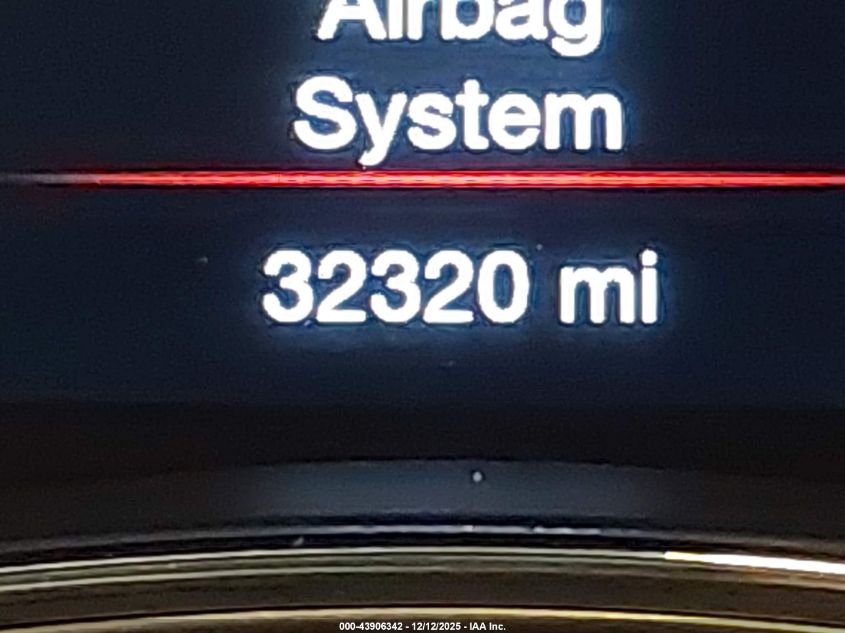 Airbag
System
32320 mi
000-43906342 - 12/12/2025 - IAA Inc.